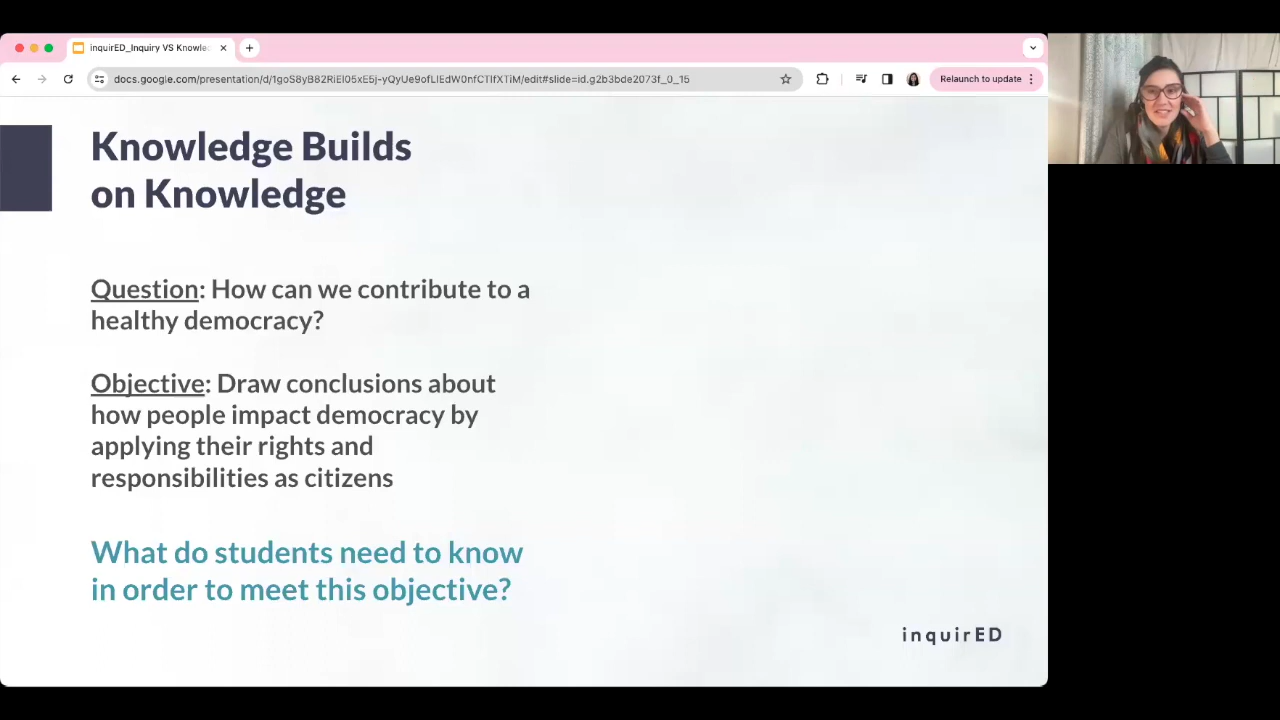 inquirED_Inquiry VS Knowle
docs.google.com/presentation/d/1goS8yB82RiEl05xE5j-yQyUe9ofLIEdW0nfCTlfXTiM/edit#slide=id.g2b3bde2073f_0_15
Relaunch to update
Knowledge Builds
on Knowledge
Question: How can we contribute to a
healthy democracy?
Objective: Draw conclusions about
how people impact democracy by
applying their rights and
responsibilities as citizens
What do students need to know
in order to meet this objective?
inquirED